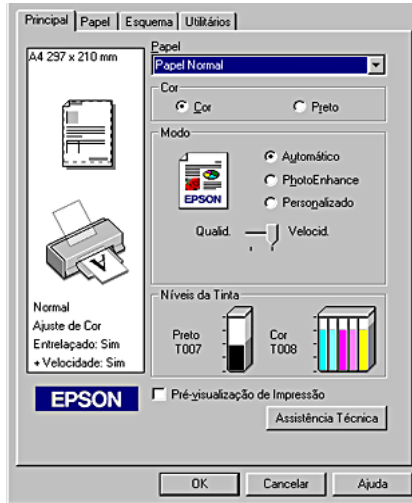 Principal Papel Esquema Utilitários
A4 297 x 210 mm
Papel
Papel Normal
Cor
Cor Preto
Modo
Automático
PhotoEnhance
Personalizado
EPSON
Qualid. Velocid.
A
Normal
Ajuste de Cor
Entrelaçado: Sim
+ Velocidade: Sim
Níveis da Tinta
Preto
T007
Cor
T008
EPSON
Pré-visualização de Impressão
Assistência Técnica
OK Cancelar Ajuda